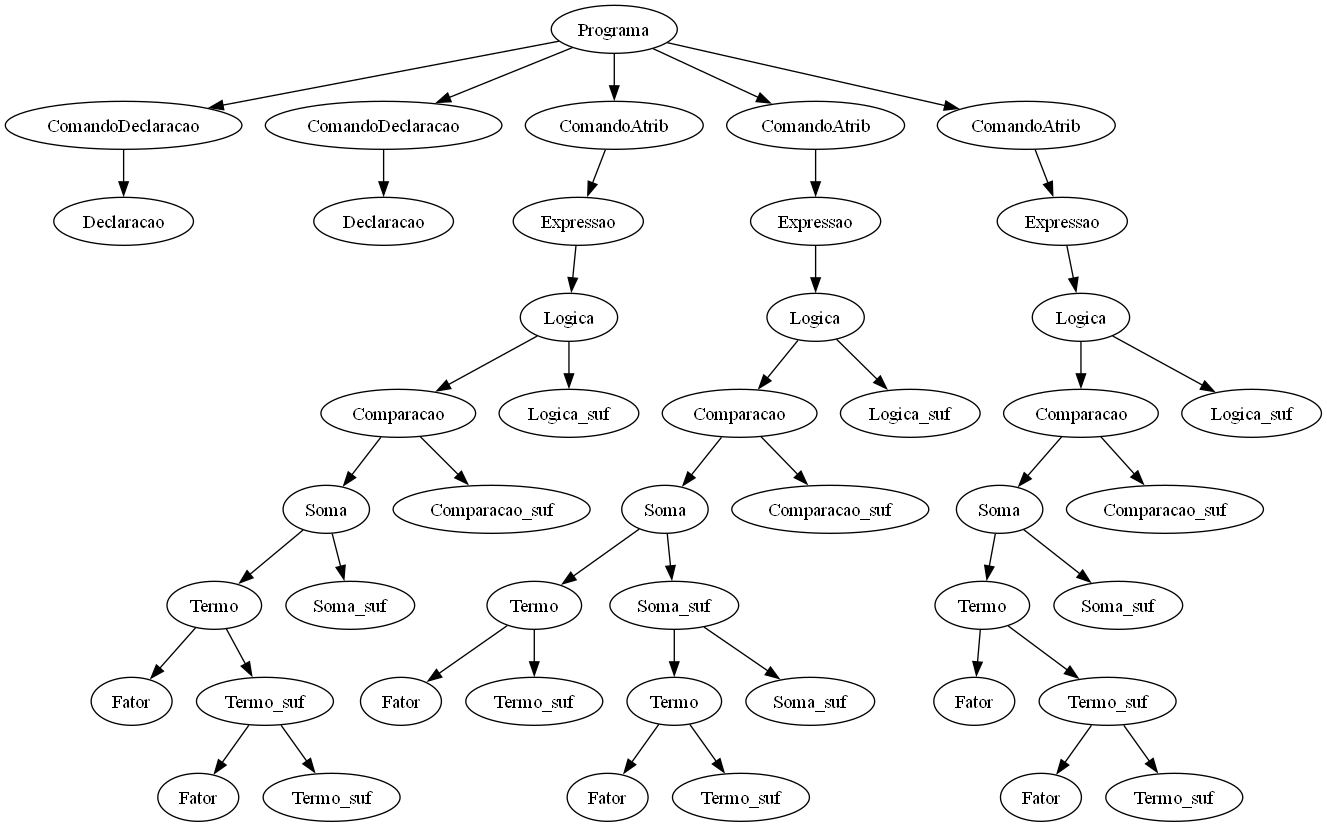 Programa
ComandoDeclaracao ComandoDeclaracao ComandoAtrib ComandoAtrib ComandoAtrib
Declaracao Declaracao Expressao Expressao Expressao
Logica Logica Logica
Comparacao Logica_suf Comparacao Logica_suf Comparacao Logica_suf
Soma Comparacao_suf Soma Comparacao_suf Soma Comparacao_suf
Termo Soma_suf Termo Soma_suf Termo Soma_suf
Fator Termo_suf Fator Termo_suf Termo Soma_suf Fator Termo_suf
Fator Termo_suf Fator Termo_suf Fator Termo_suf